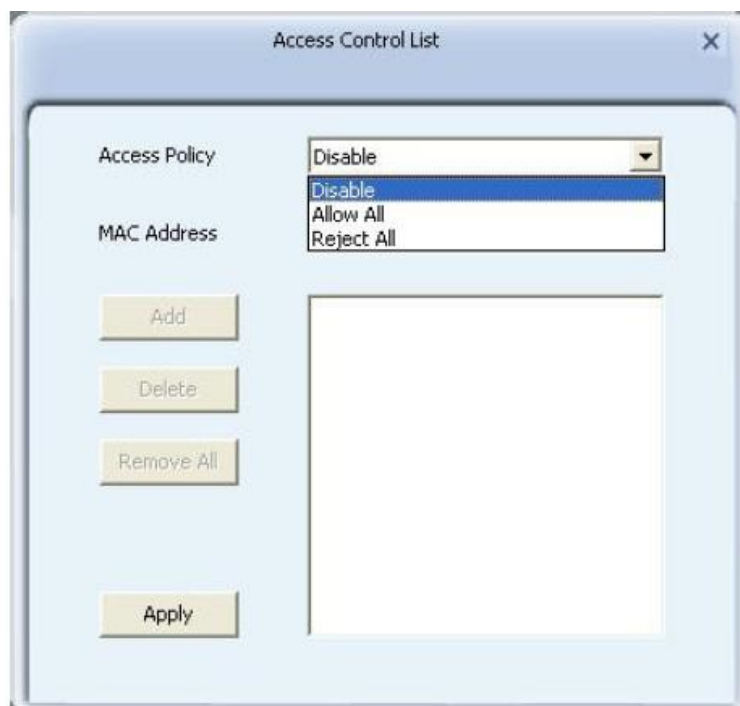 Access Control List
Access Policy
Disable
Disable
Allow All
Reject All
MAC Address
Add
Delete
Remove All
Apply